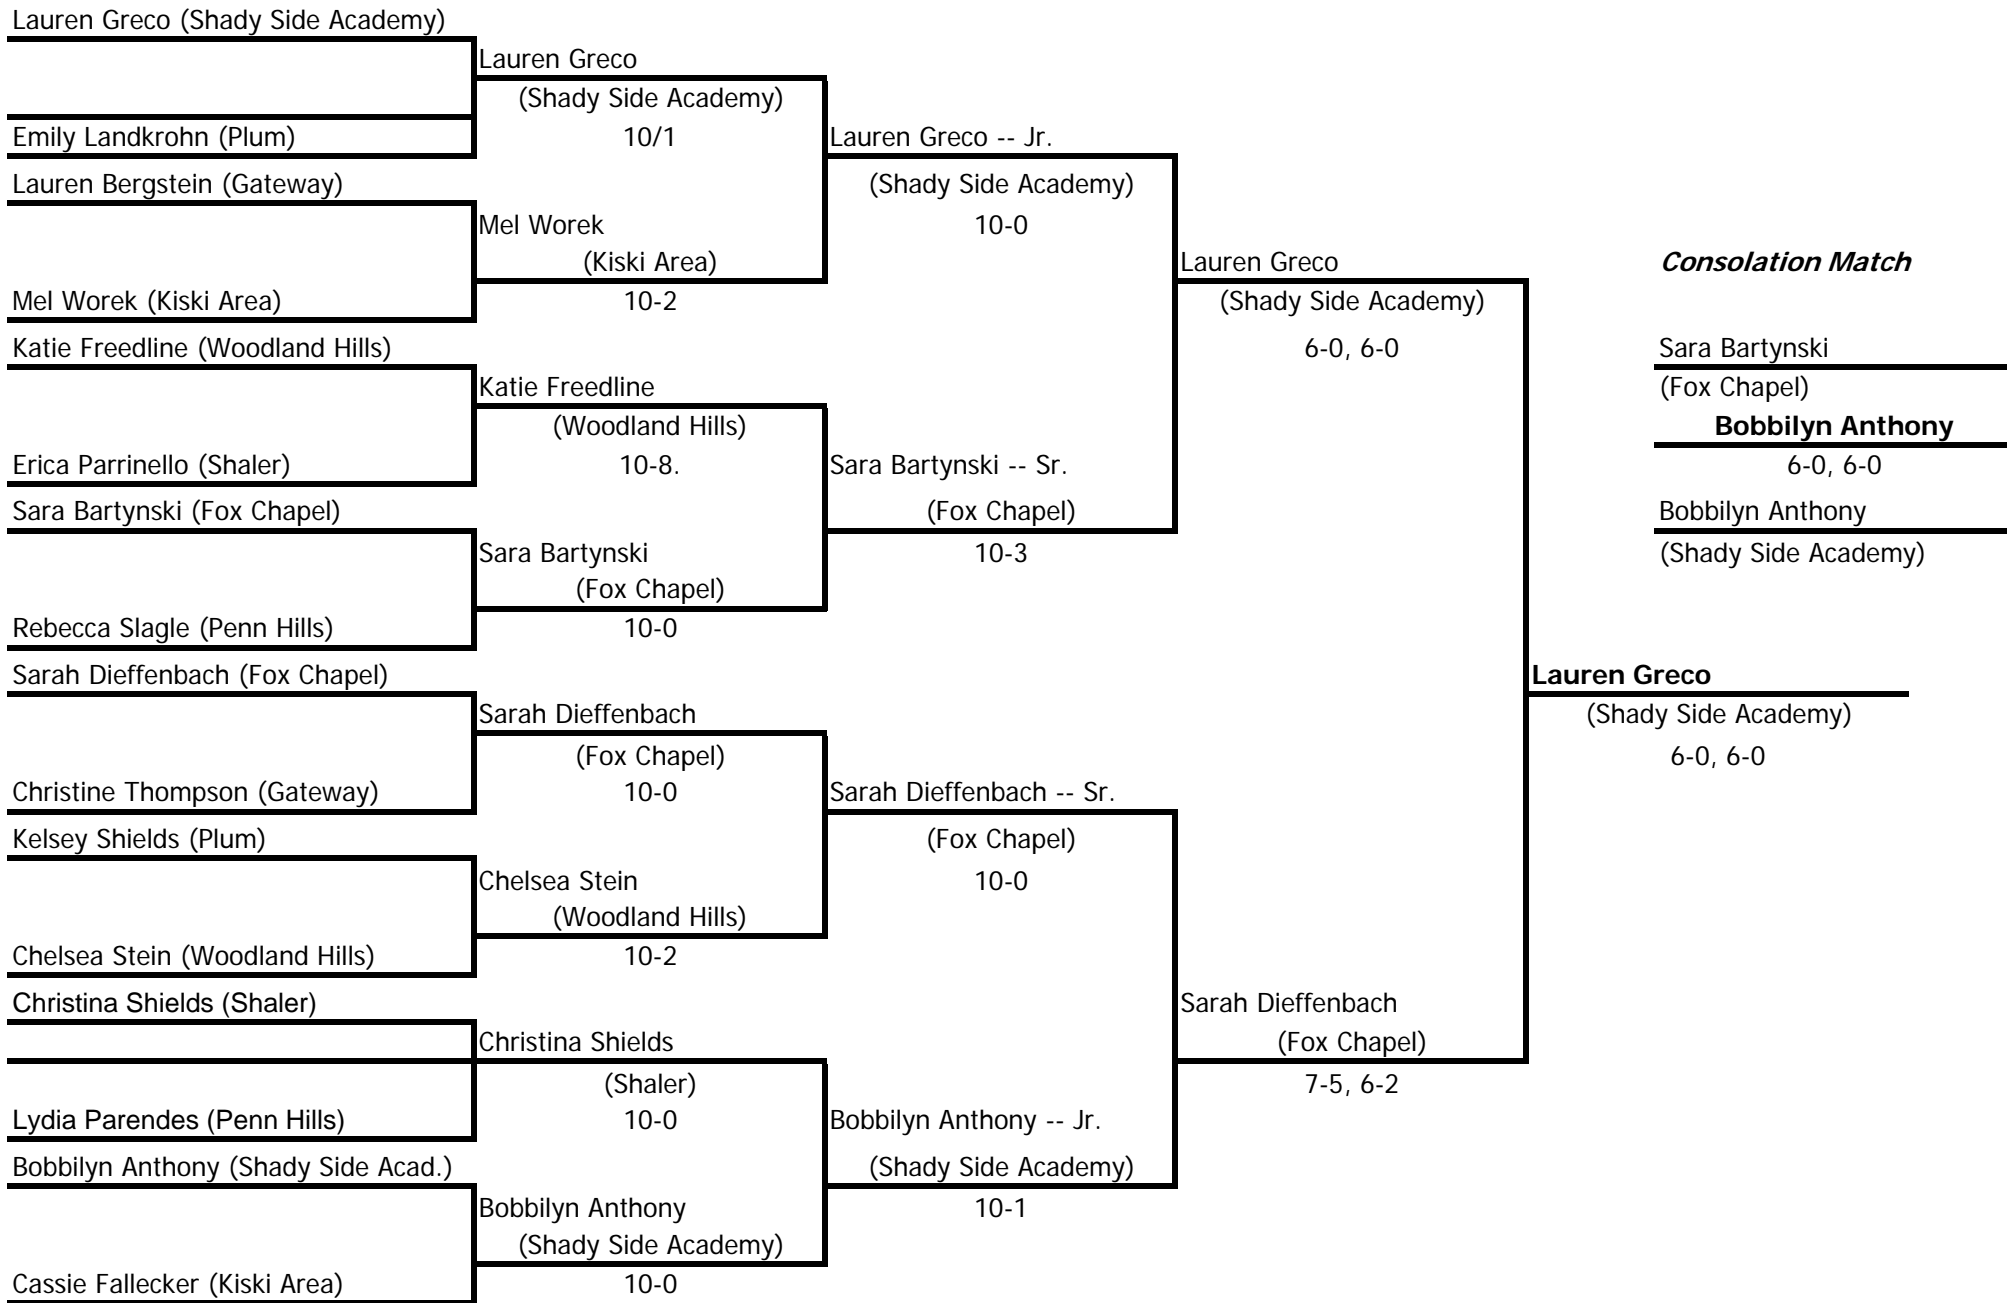 Lauren Greco (Shady Side Academy)
Lauren Greco
(Shady Side Academy)
Emily Landkrohn (Plum)
10/1
Lauren Greco -- Jr.
Lauren Bergstein (Gateway)
(Shady Side Academy)
Mel Worek
10-0
(Kiski Area)
Lauren Greco
Consolation Match
Mel Worek (Kiski Area)
10-2
(Shady Side Academy)
Katie Freedline (Woodland Hills)
6-0, 6-0
Sara Bartynski
Katie Freedline
(Fox Chapel)
(Woodland Hills)
Bobbilyn Anthony
Erica Parrinello (Shaler)
10-8.
Sara Bartynski -- Sr.
6-0, 6-0
Sara Bartynski (Fox Chapel)
(Fox Chapel)
Bobbilyn Anthony
Sara Bartynski
10-3
(Shady Side Academy)
(Fox Chapel)
Rebecca Slagle (Penn Hills)
10-0
Sarah Dieffenbach (Fox Chapel)
Lauren Greco
Sarah Dieffenbach
(Shady Side Academy)
(Fox Chapel)
6-0, 6-0
Christine Thompson (Gateway)
10-0
Sarah Dieffenbach -- Sr.
Kelsey Shields (Plum)
(Fox Chapel)
Chelsea Stein
10-0
(Woodland Hills)
Chelsea Stein (Woodland Hills)
10-2
Christina Shields (Shaler)
Sarah Dieffenbach
Christina Shields
(Fox Chapel)
(Shaler)
7-5, 6-2
Lydia Parendes (Penn Hills)
10-0
Bobbilyn Anthony -- Jr.
Bobbilyn Anthony (Shady Side Acad.)
(Shady Side Academy)
Bobbilyn Anthony
10-1
(Shady Side Academy)
Cassie Fallecker (Kiski Area)
10-0